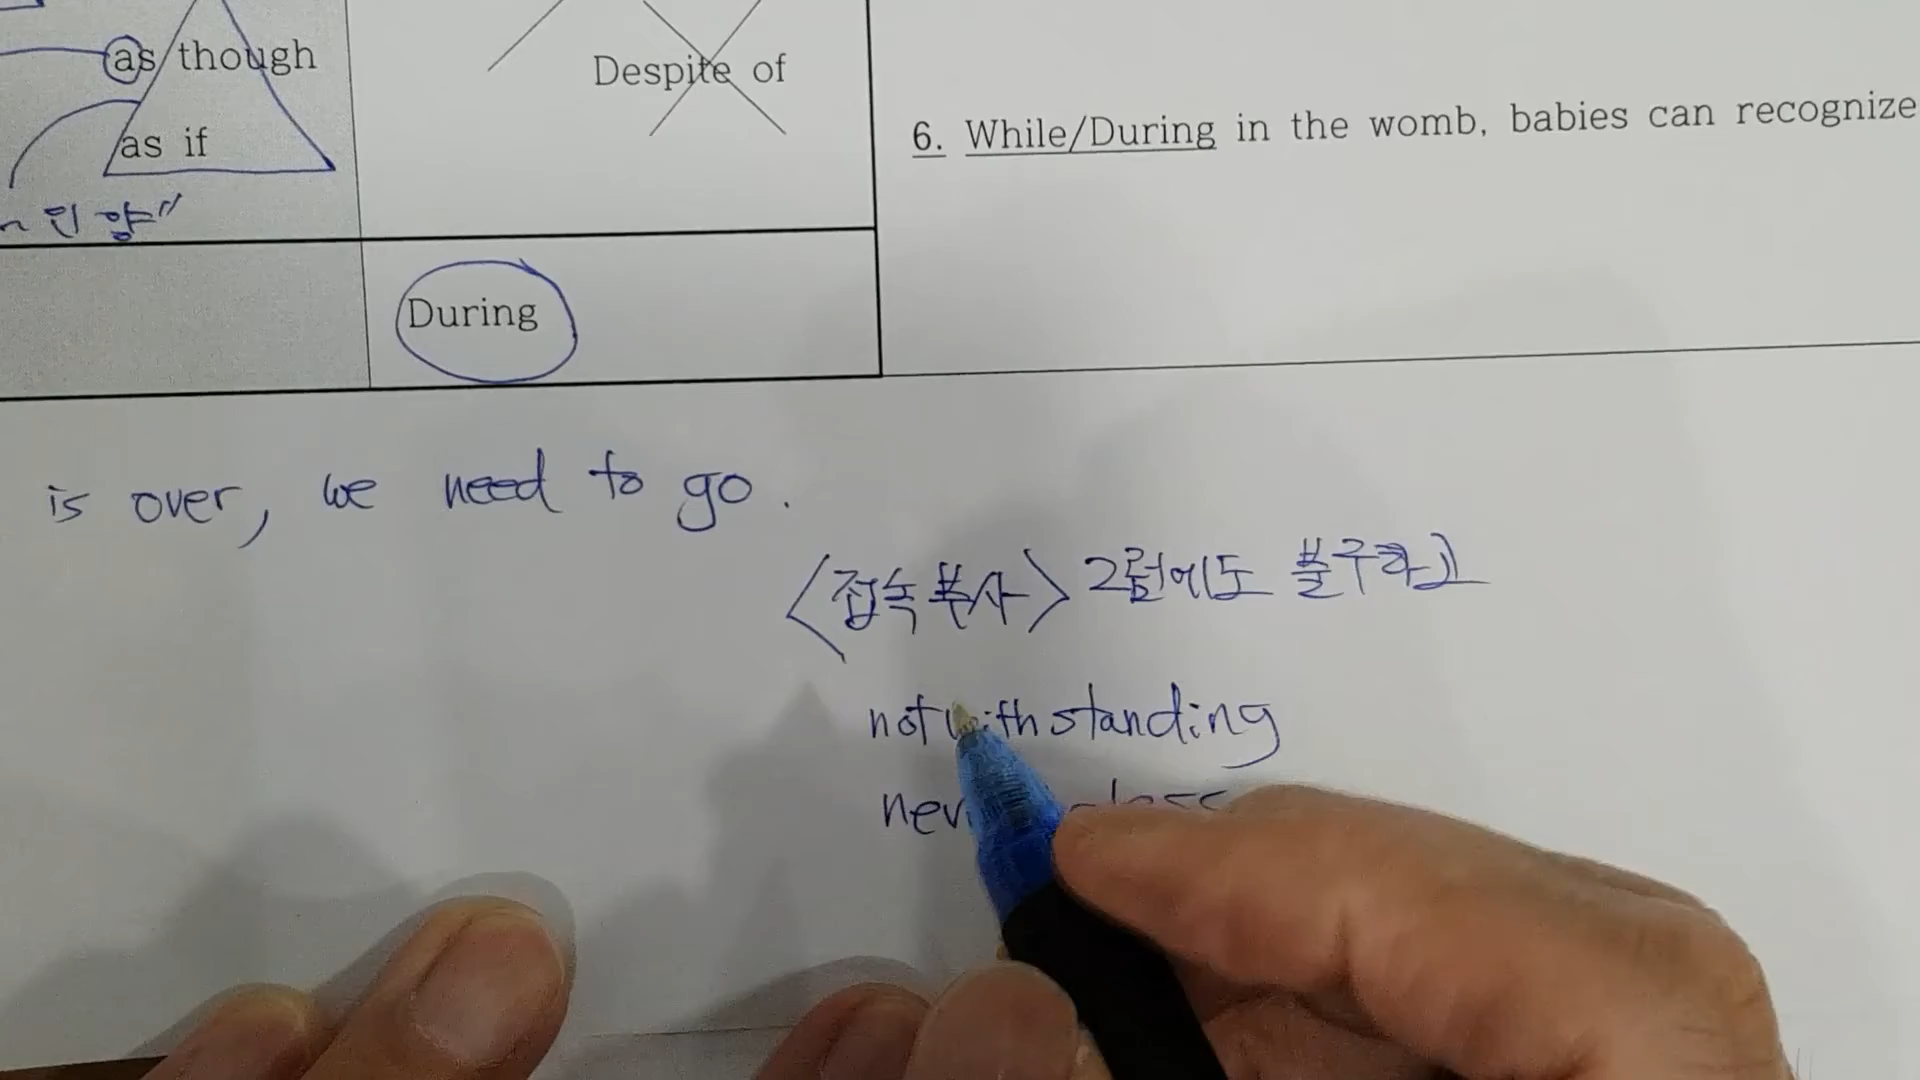 as though
Despite of
6. While/During in the womb, babies can recognize
as if
~인 양"
During
is over, we need to go.
<접속부사> 그럼에도 불구하고
notwithstanding